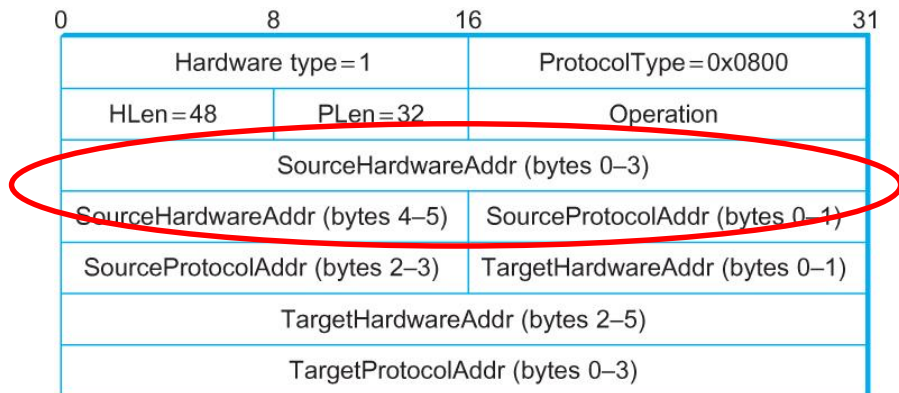 0 8 16 31
Hardware type=1 ProtocolType=0x0800
HLen=48 PLen=32 Operation
SourceHardwareAddr (bytes 0–3)
SourceHardwareAddr (bytes 4–5) SourceProtocolAddr (bytes 0–1)
SourceProtocolAddr (bytes 2–3) TargetHardwareAddr (bytes 0–1)
TargetHardwareAddr (bytes 2–5)
TargetProtocolAddr (bytes 0–3)